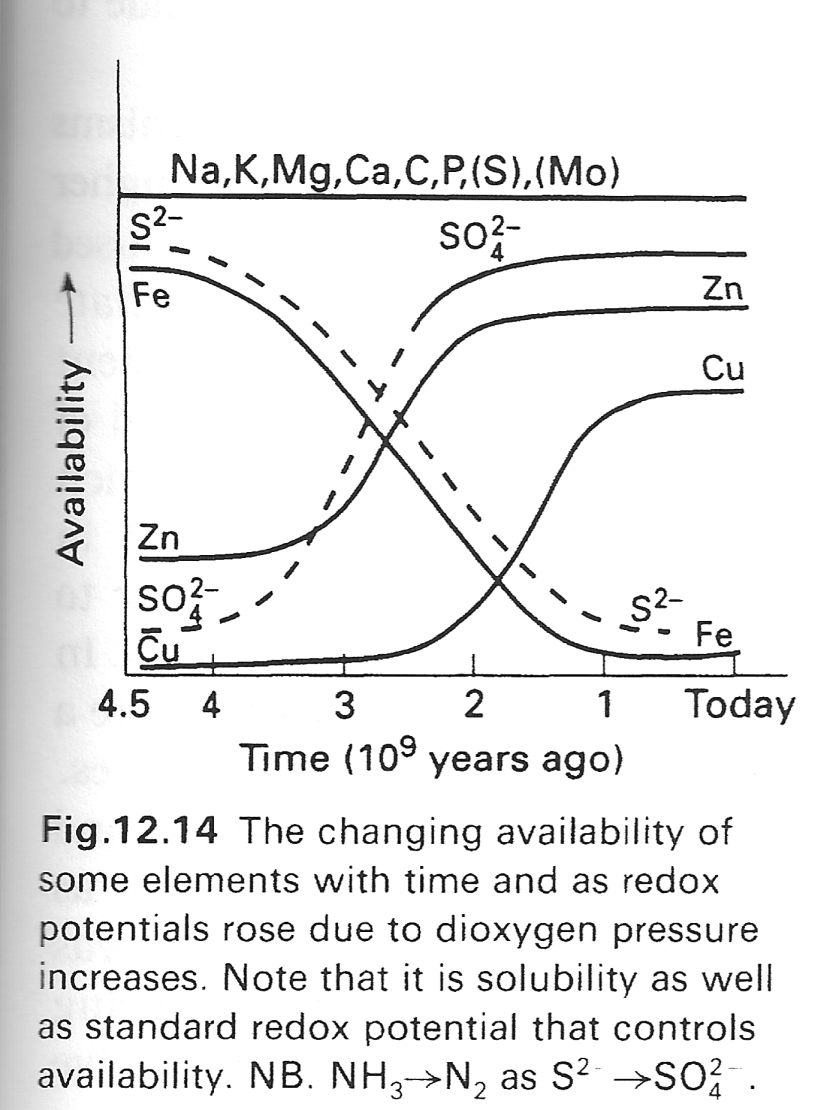 Na,K,Mg,Ca,C,P,(S),(Mo)
S²⁻
SO₄²⁻
Fe
Zn
Cu
Availability
Zn
SO₄²⁻
S²⁻
Cu
Fe
4.5 4 3 2 1 Today
Time (10⁹ years ago)
Fig.12.14 The changing availability of
some elements with time and as redox
potentials rose due to dioxygen pressure
increases. Note that it is solubility as well
as standard redox potential that controls
availability. NB. NH₃→N₂ as S²⁻→SO₄²⁻.